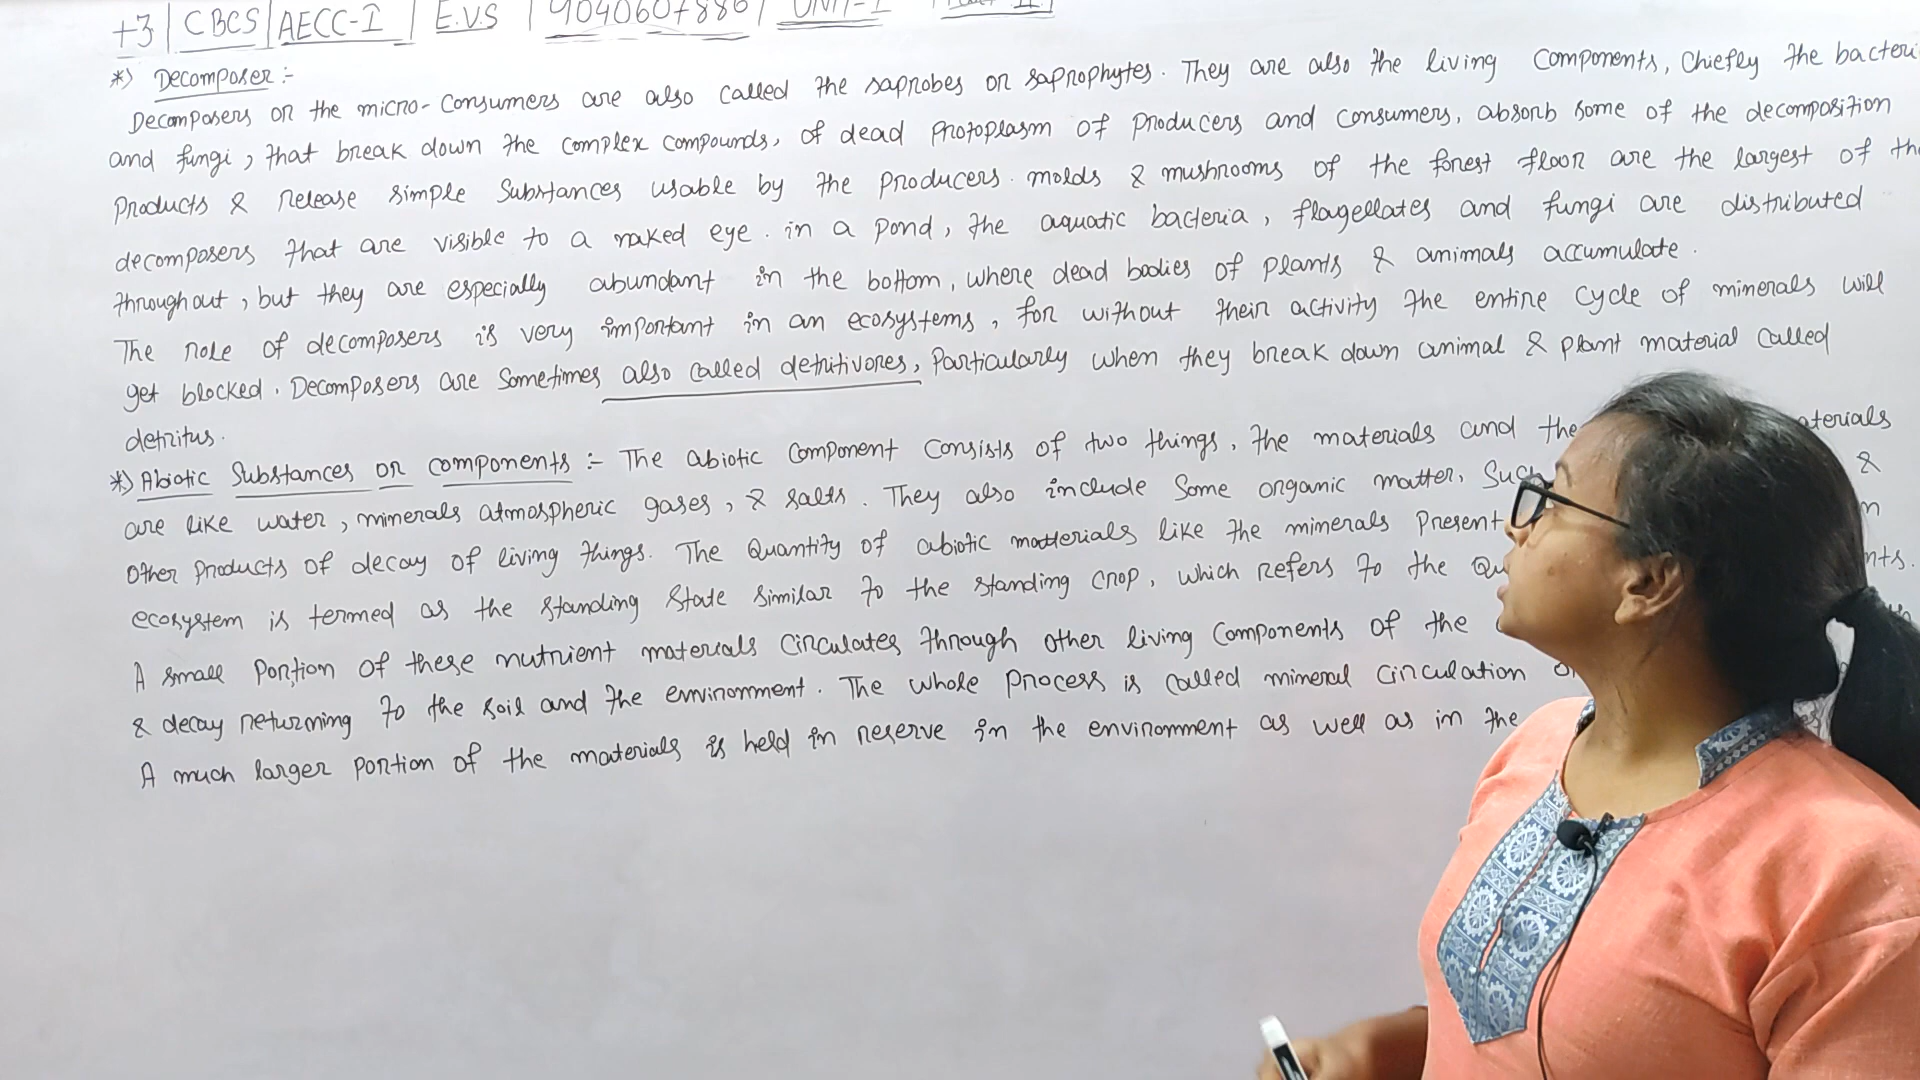 +3 | CBCS | AECC-I | E.V.S | 9040607886 | UNIT-I
*) Decomposer :-
Decomposers or the micro-consumers are also called the saprobes or saprophytes. They are also the living components, chiefly the bacteri
and fungi, that break down the complex compounds, of dead protoplasm of producers and consumers, absorb some of the decomposition
products & release simple substances usable by the producers. molds & mushrooms of the forest floor are the largest of the
decomposers that are visible to a naked eye. in a pond, the aquatic bacteria, flagellates and fungi are distributed
throughout, but they are especially abundant in the bottom, where dead bodies of plants & animals accumulate.
The role of decomposers is very important in an ecosystems, for without their activity the entire cycle of minerals will
get blocked. Decomposers are sometimes also called detritivores, particularly when they break down animal & plant material called
detritus.
*) Abiotic Substances or components :- The abiotic component consists of two things, the materials and the
are like water, minerals atmospheric gases, & salts. They also include some organic matter, Such &
other products of decay of living things. The Quantity of abiotic materials like the minerals present
ecosystem is termed as the standing state similar to the standing crop, which refers to the
A small portion of these nutrient materials circulates through other living components of the
& decay returning to the soil and the environment. The whole process is called mineral circulation
A much larger portion of the materials is held in reserve in the environment as well as in the